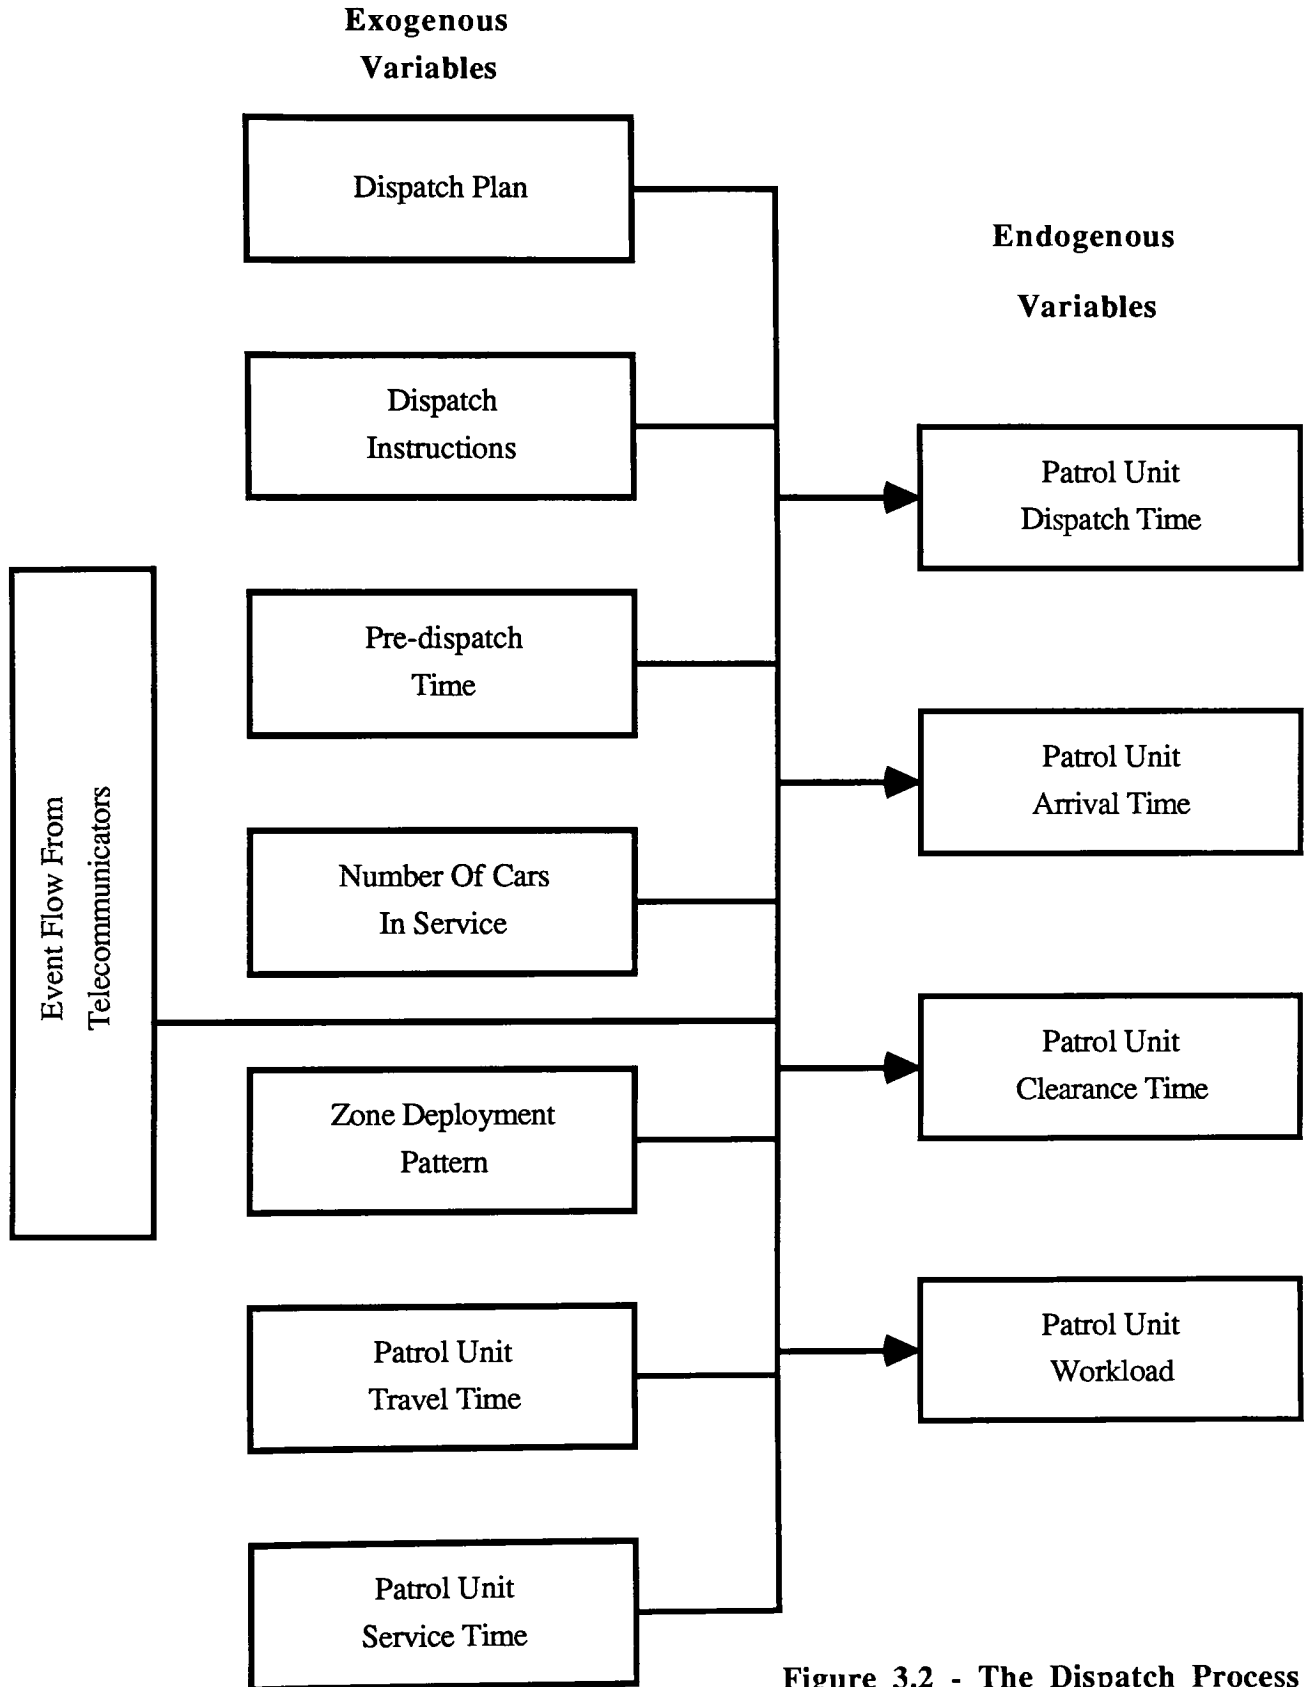 Exogenous
Variables
Dispatch Plan
Endogenous
Variables
Dispatch
Instructions
Patrol Unit
Dispatch Time
Event Flow From
Telecommunicators
Pre-dispatch
Time
Patrol Unit
Arrival Time
Number Of Cars
In Service
Patrol Unit
Clearance Time
Zone Deployment
Pattern
Patrol Unit
Travel Time
Patrol Unit
Workload
Patrol Unit
Service Time
Figure 3.2 - The Dispatch Process